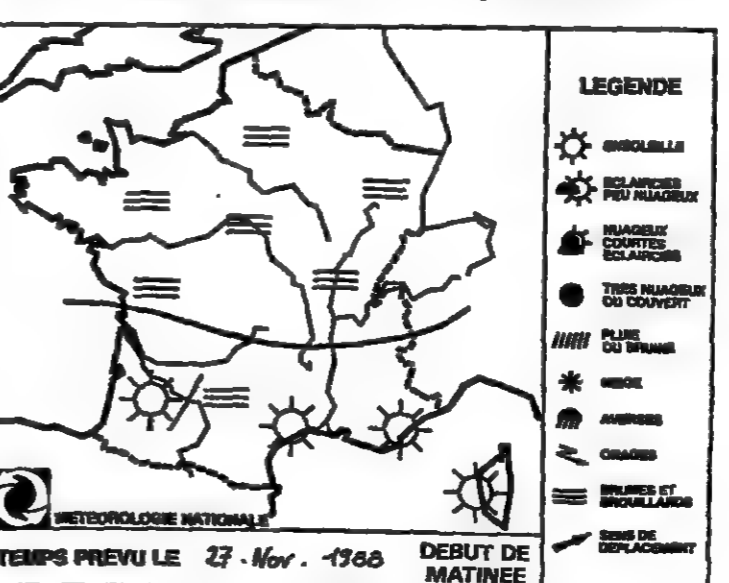 LEGENDE
ENSOLEILLE
ECLAIRCIES
PEU NUAGEUX
NUAGEUX
COURTES
ECLAIRCIES
TRES NUAGEUX
OU COUVERT
PLUIE
OU BRUINE
NEIGE
AVERSES
ORAGES
BRUMES ET
BROUILLARDS
SENS DE
DEPLACEMENT
METEOROLOGIE NATIONALE
TEMPS PREVU LE 27. Nov. 1988
DEBUT DE
MATINEE